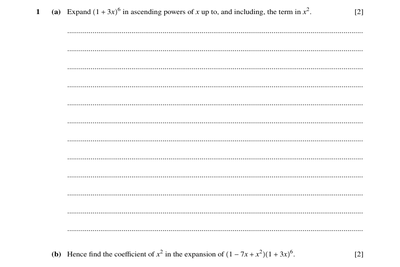 1 (a) Expand (1 + 3x)⁶ in ascending powers of x up to, and including, the term in x². [2]
(b) Hence find the coefficient of x² in the expansion of (1 − 7x + x²)(1 + 3x)⁶. [2]